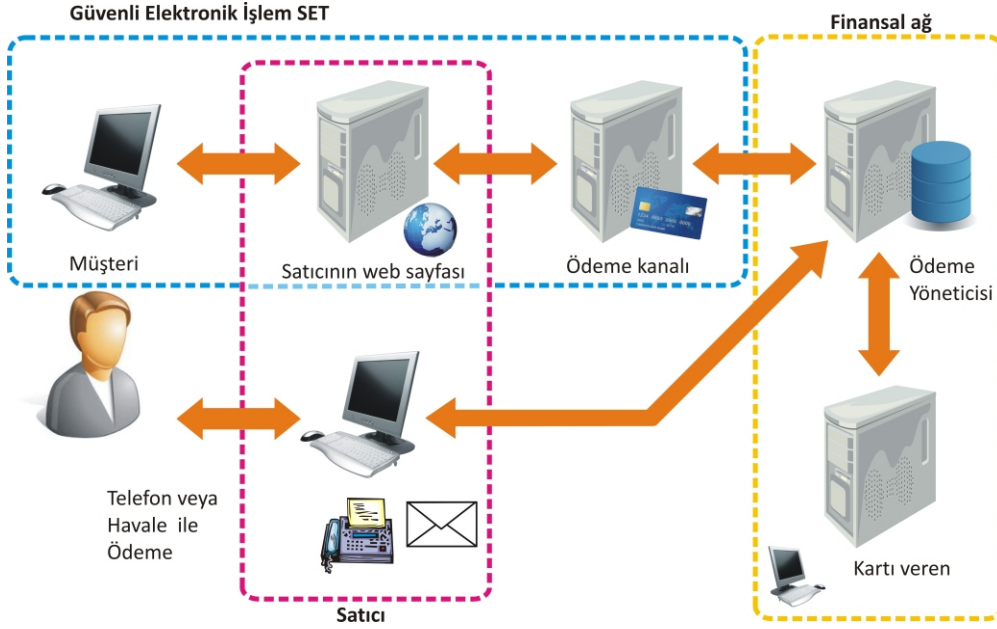 Güvenli Elektronik İşlem SET
Finansal ağ
Müşteri
Satıcının web sayfası
Ödeme kanalı
Ödeme
Yöneticisi
Telefon veya
Havale ile
Ödeme
Kartı veren
Satıcı